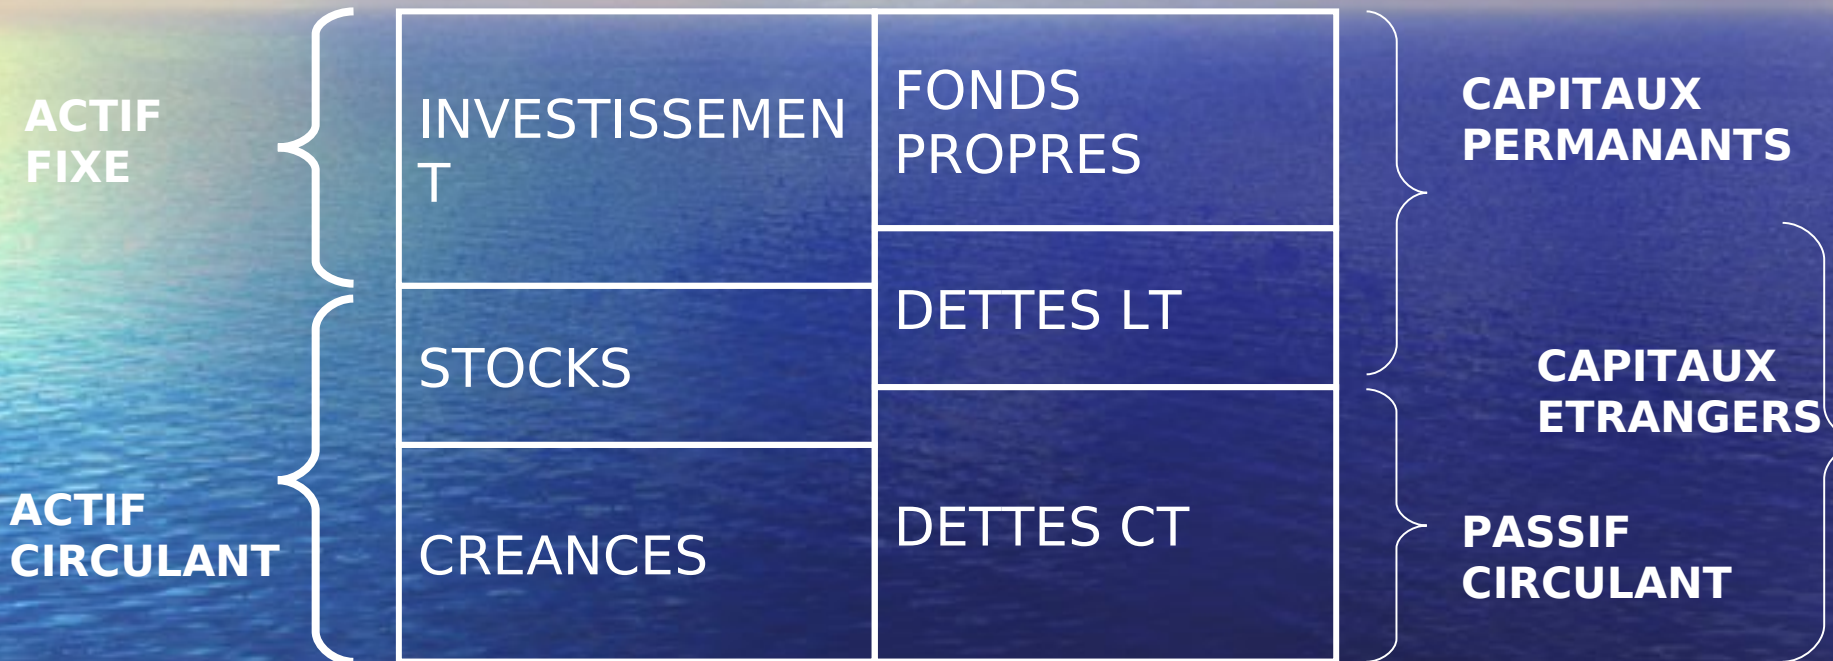 ACTIF
FIXE
INVESTISSEMEN
T
FONDS
PROPRES
CAPITAUX
PERMANANTS
STOCKS
DETTES LT
CAPITAUX
ETRANGERS
ACTIF
CIRCULANT
CREANCES
DETTES CT
PASSIF
CIRCULANT